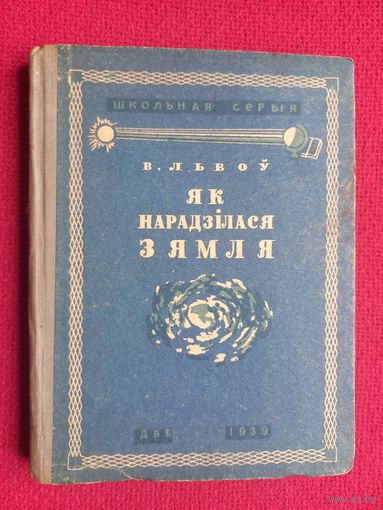 ШКОЛЬНАЯ СЕРЫЯ
В. ЛЬВОЎ
ЯК
НАРАДЗІЛАСЯ
ЗЯМЛЯ
ДВБ 1939